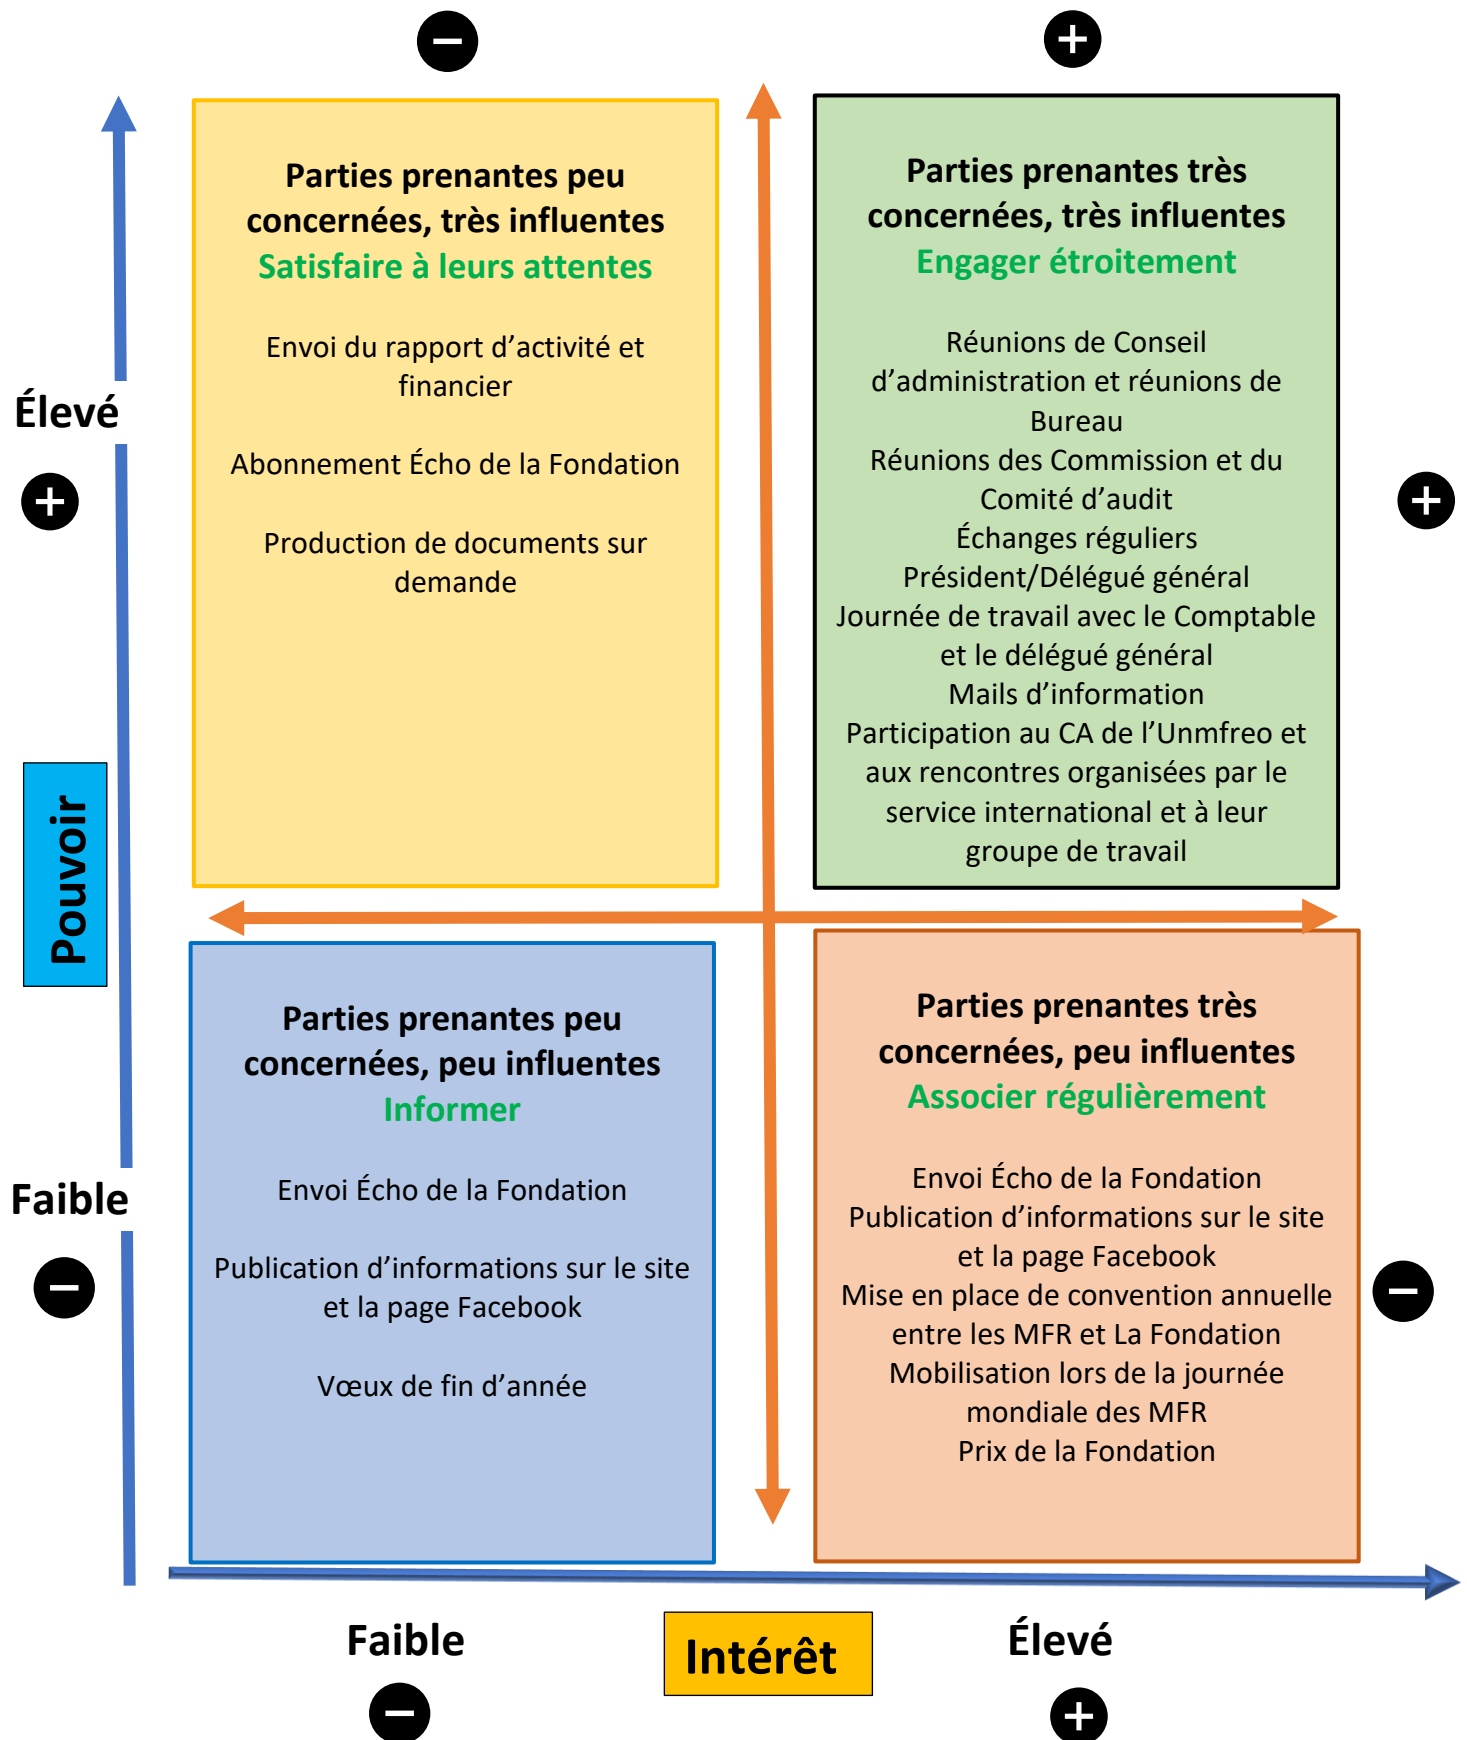 Parties prenantes peu
concernées, très influentes
Satisfaire à leurs attentes
Envoi du rapport d’activité et
financier
Abonnement Écho de la Fondation
Production de documents sur
demande
Parties prenantes très
concernées, très influentes
Engager étroitement
Réunions de Conseil
d’administration et réunions de
Bureau
Réunions des Commission et du
Comité d’audit
Échanges réguliers
Président/Délégué général
Journée de travail avec le Comptable
et le délégué général
Mails d’information
Participation au CA de l’Unmfreo et
aux rencontres organisées par le
service international et à leur
groupe de travail
Élevé
Pouvoir
Parties prenantes peu
concernées, peu influentes
Informer
Envoi Écho de la Fondation
Publication d’informations sur le site
et la page Facebook
Vœux de fin d’année
Parties prenantes très
concernées, peu influentes
Associer régulièrement
Envoi Écho de la Fondation
Publication d’informations sur le site
et la page Facebook
Mise en place de convention annuelle
entre les MFR et La Fondation
Mobilisation lors de la journée
mondiale des MFR
Prix de la Fondation
Faible
Faible
Intérêt
Élevé